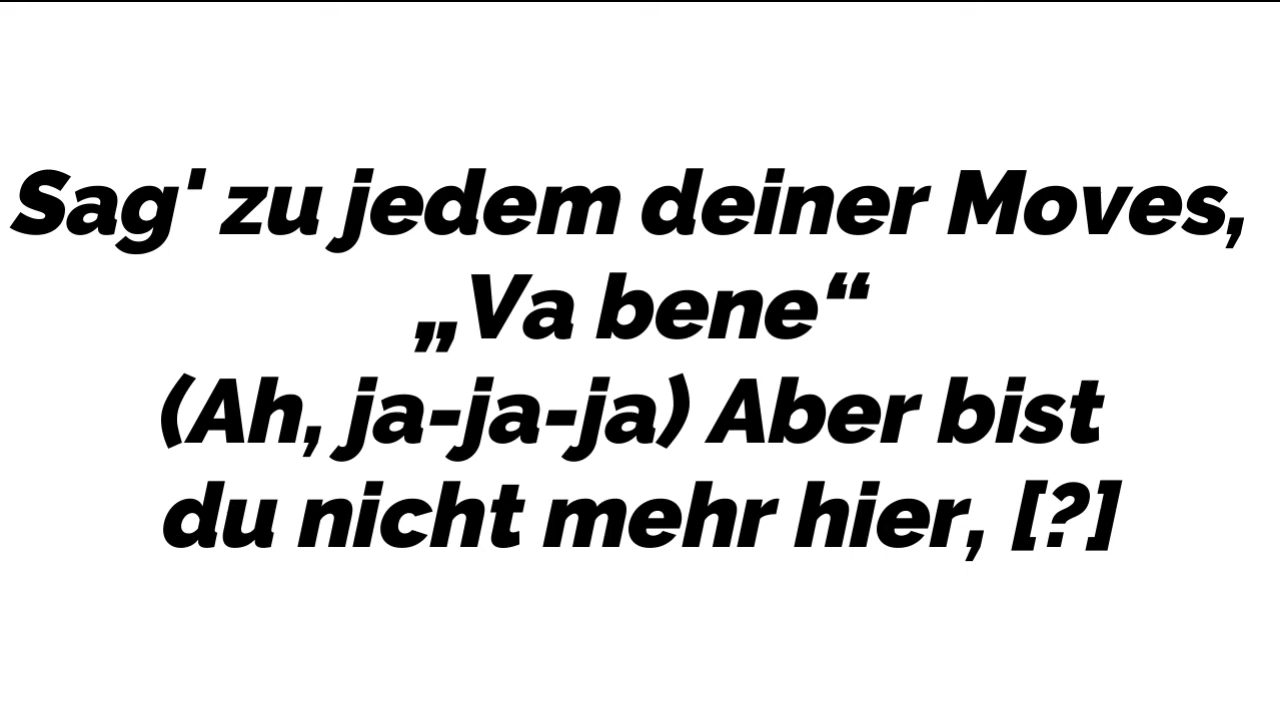 Sag' zu jedem deiner Moves,
„Va bene“
(Ah, ja-ja-ja) Aber bist
du nicht mehr hier, [?]